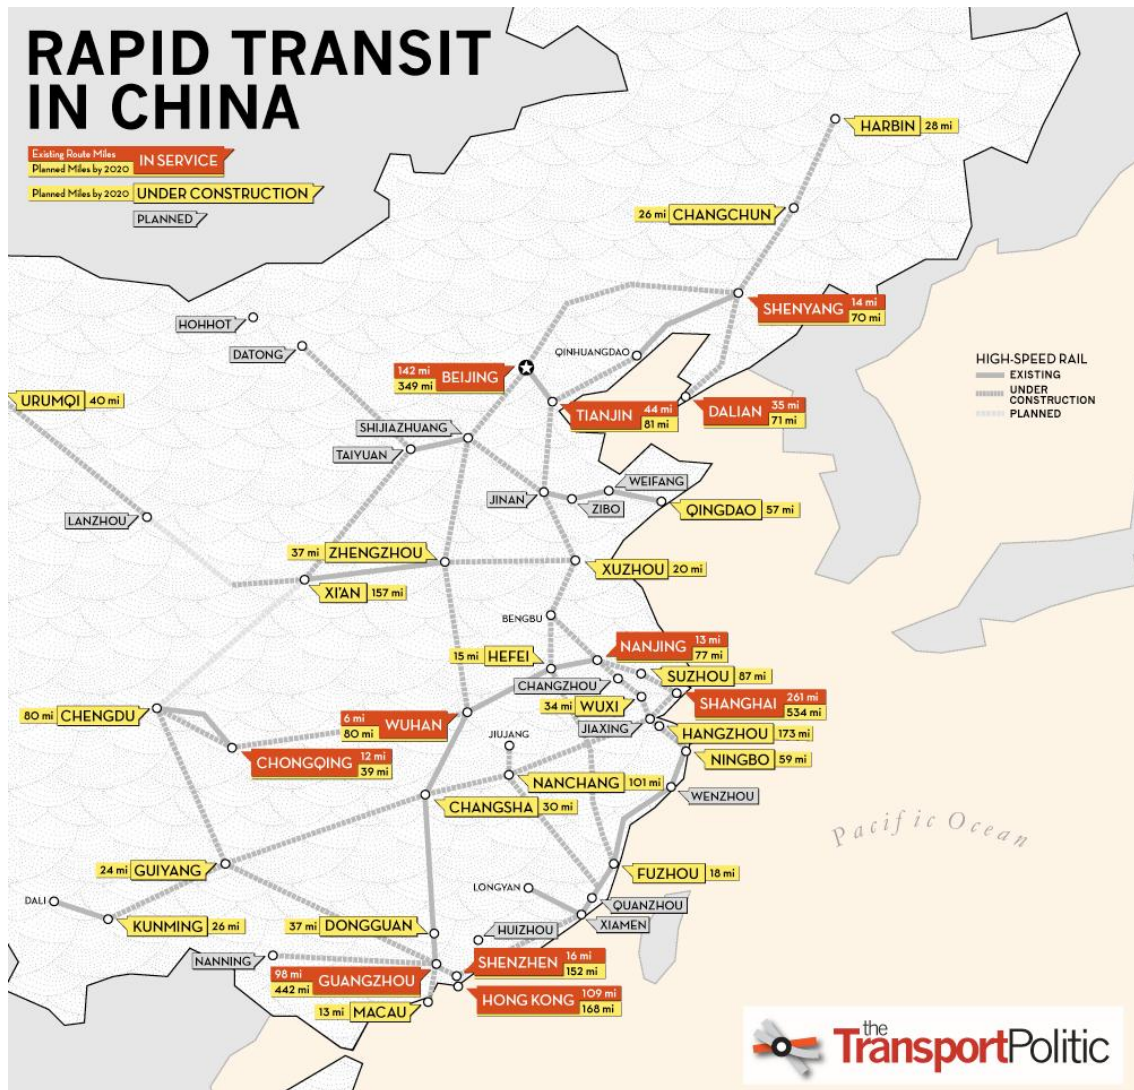 RAPID TRANSIT
IN CHINA
Existing Route Miles
Planned Miles by 2020
IN SERVICE
Planned Miles by 2020
UNDER CONSTRUCTION
PLANNED
HARBIN 28 mi
26 mi CHANGCHUN
SHENYANG 14 mi
70 mi
HOHHOT
DATONG
QINHUANGDAO
142 mi BEIJING
349 mi
HIGH-SPEED RAIL
EXISTING
UNDER
CONSTRUCTION
PLANNED
URUMQI 40 mi
TIANJIN 44 mi
81 mi
DALIAN 35 mi
71 mi
SHIJIAZHUANG
TAIYUAN
WEIFANG
JINAN
ZIBO
QINGDAO 57 mi
LANZHOU
37 mi ZHENGZHOU
XUZHOU 20 mi
XI'AN 157 mi
BENGBU
NANJING 13 mi
77 mi
15 mi HEFEI
SUZHOU 87 mi
CHANGZHOU
34 mi WUXI
SHANGHAI 261 mi
534 mi
80 mi CHENGDU
6 mi WUHAN
80 mi
JIAXING
HANGZHOU 173 mi
JIUJANG
CHONGQING 12 mi
39 mi
NINGBO 59 mi
NANCHANG 101 mi
WENZHOU
CHANGSHA 30 mi
Pacific Ocean
24 mi GUIYANG
FUZHOU 18 mi
LONGYAN
DALI
QUANZHOU
KUNMING 26 mi
37 mi DONGGUAN
HUIZHOU
XIAMEN
NANNING
SHENZHEN 16 mi
152 mi
98 mi GUANGZHOU
442 mi
HONG KONG 109 mi
168 mi
13 mi MACAU
the
TransportPolitic